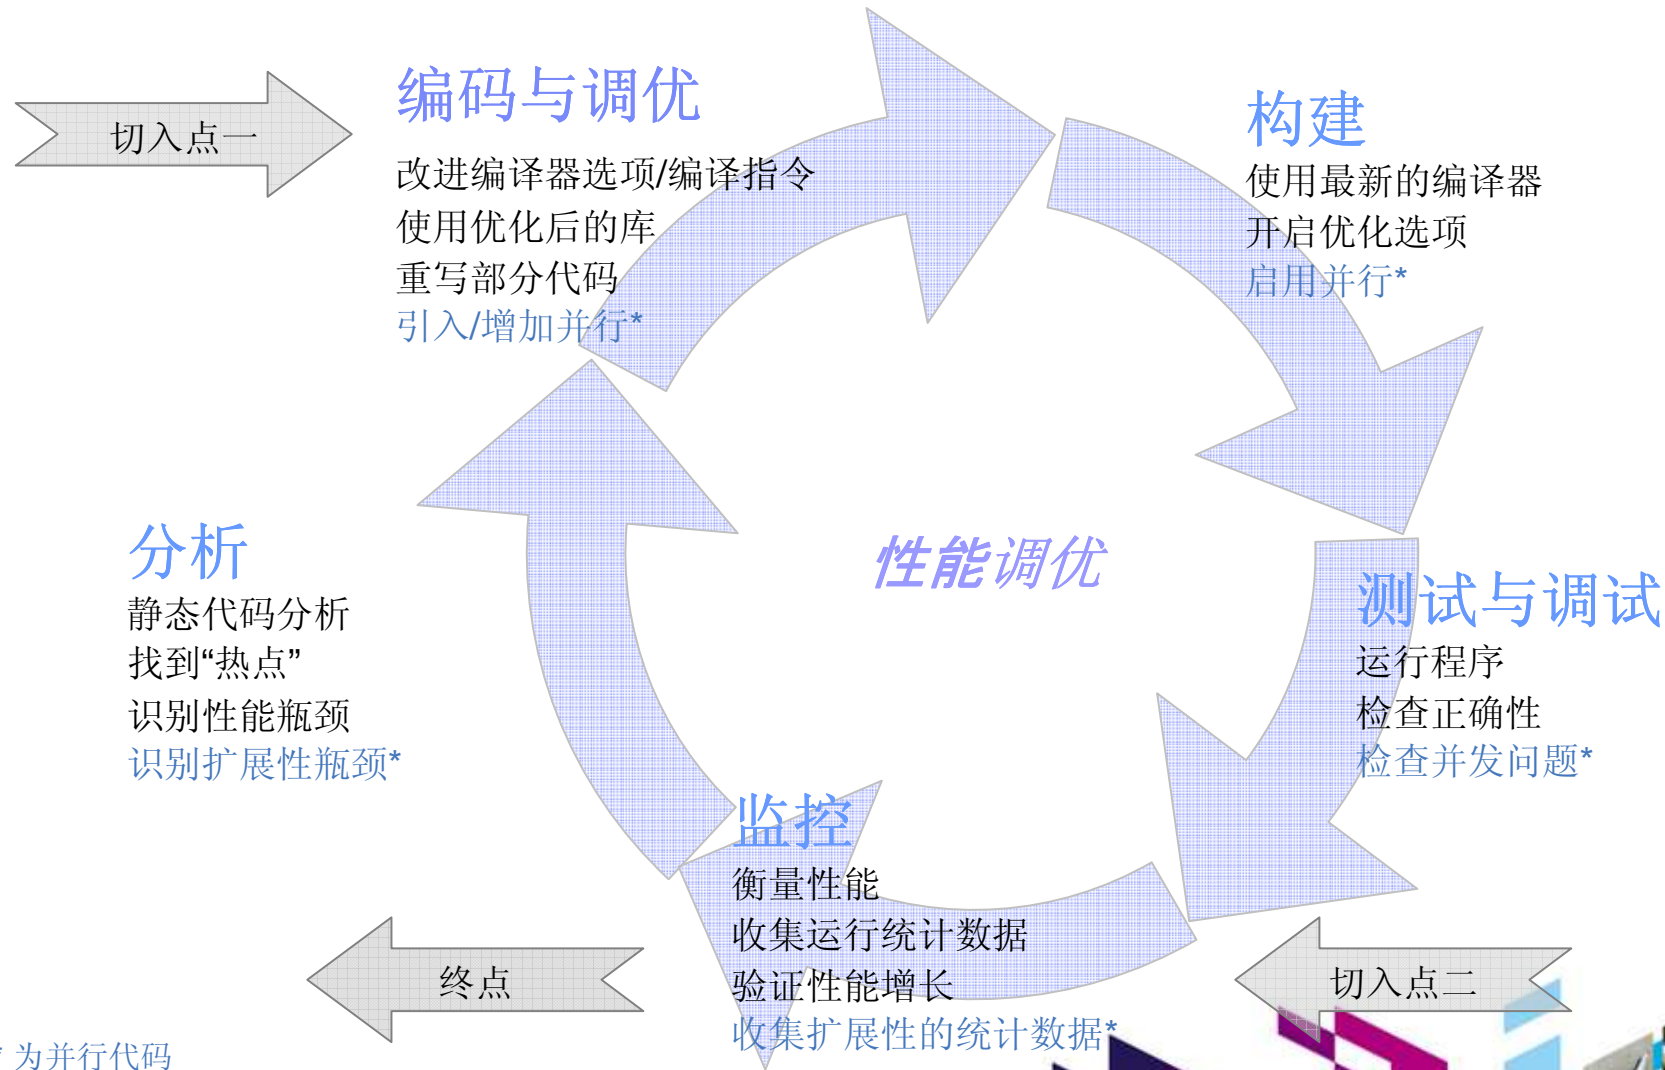 切入点一
编码与调优
改进编译器选项/编译指令
使用优化后的库
重写部分代码
引入/增加并行*
构建
使用最新的编译器
开启优化选项
启用并行*
性能调优
测试与调试
运行程序
检查正确性
检查并发问题*
切入点二
监控
衡量性能
收集运行统计数据
验证性能增长
收集扩展性的统计数据*
终点
分析
静态代码分析
找到“热点”
识别性能瓶颈
识别扩展性瓶颈*
* 为并行代码